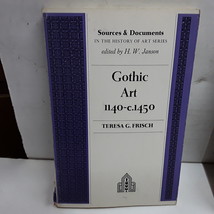 Sources & Documents
IN THE HISTORY OF ART SERIES
edited by H. W. Janson
Gothic
Art
1140-c.1450
TERESA G. FRISCH